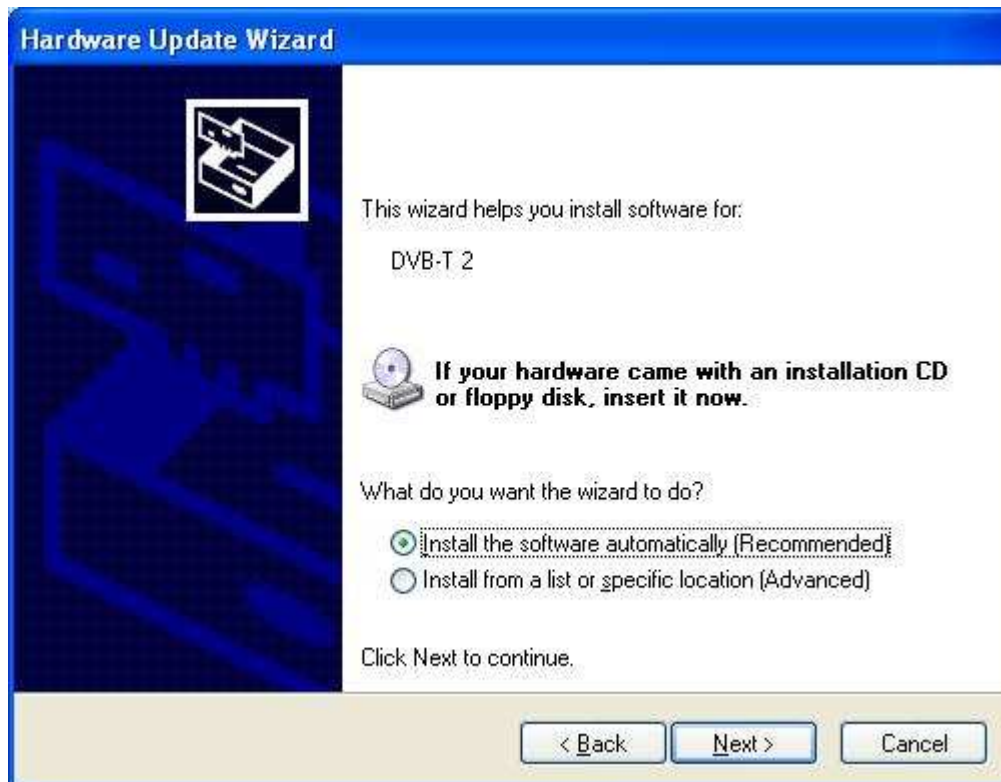 Hardware Update Wizard
This wizard helps you install software for:
DVB-T 2
If your hardware came with an installation CD
or floppy disk, insert it now.
What do you want the wizard to do?
Install the software automatically (Recommended)
Install from a list or specific location (Advanced)
Click Next to continue.
< Back
Next >
Cancel